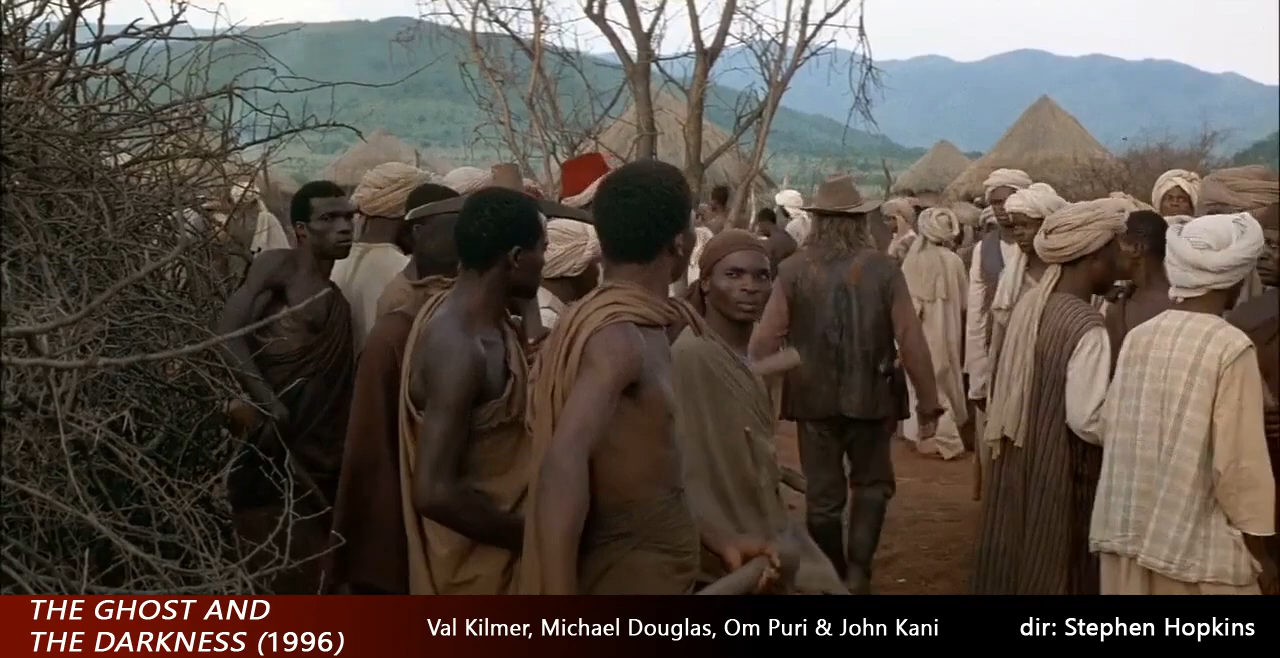 THE GHOST AND
THE DARKNESS (1996)
Val Kilmer, Michael Douglas, Om Puri & John Kani
dir: Stephen Hopkins